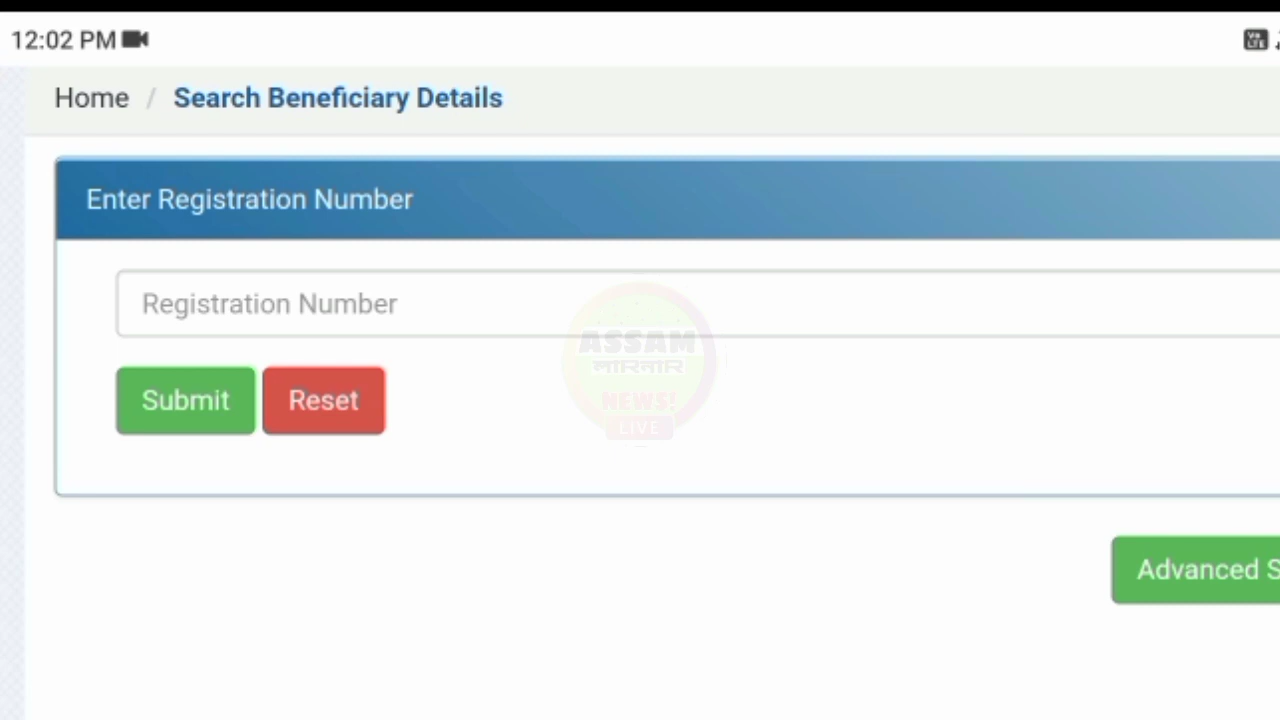 12:02 PM
Home / Search Beneficiary Details
Enter Registration Number
Registration Number
ASSAM
NEWS!
LIVE
Submit Reset
Advanced S